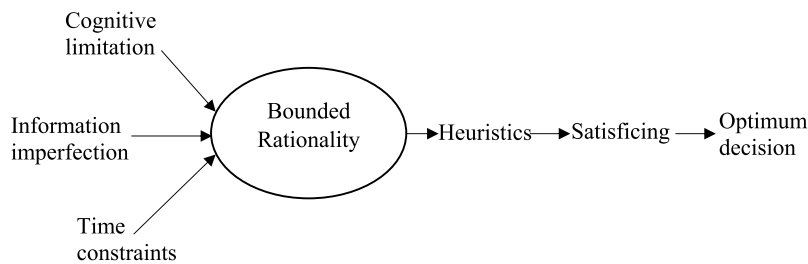 Cognitive
limitation
Information
imperfection
Time
constraints
Bounded
Rationality
Heuristics
Satisficing
Optimum
decision